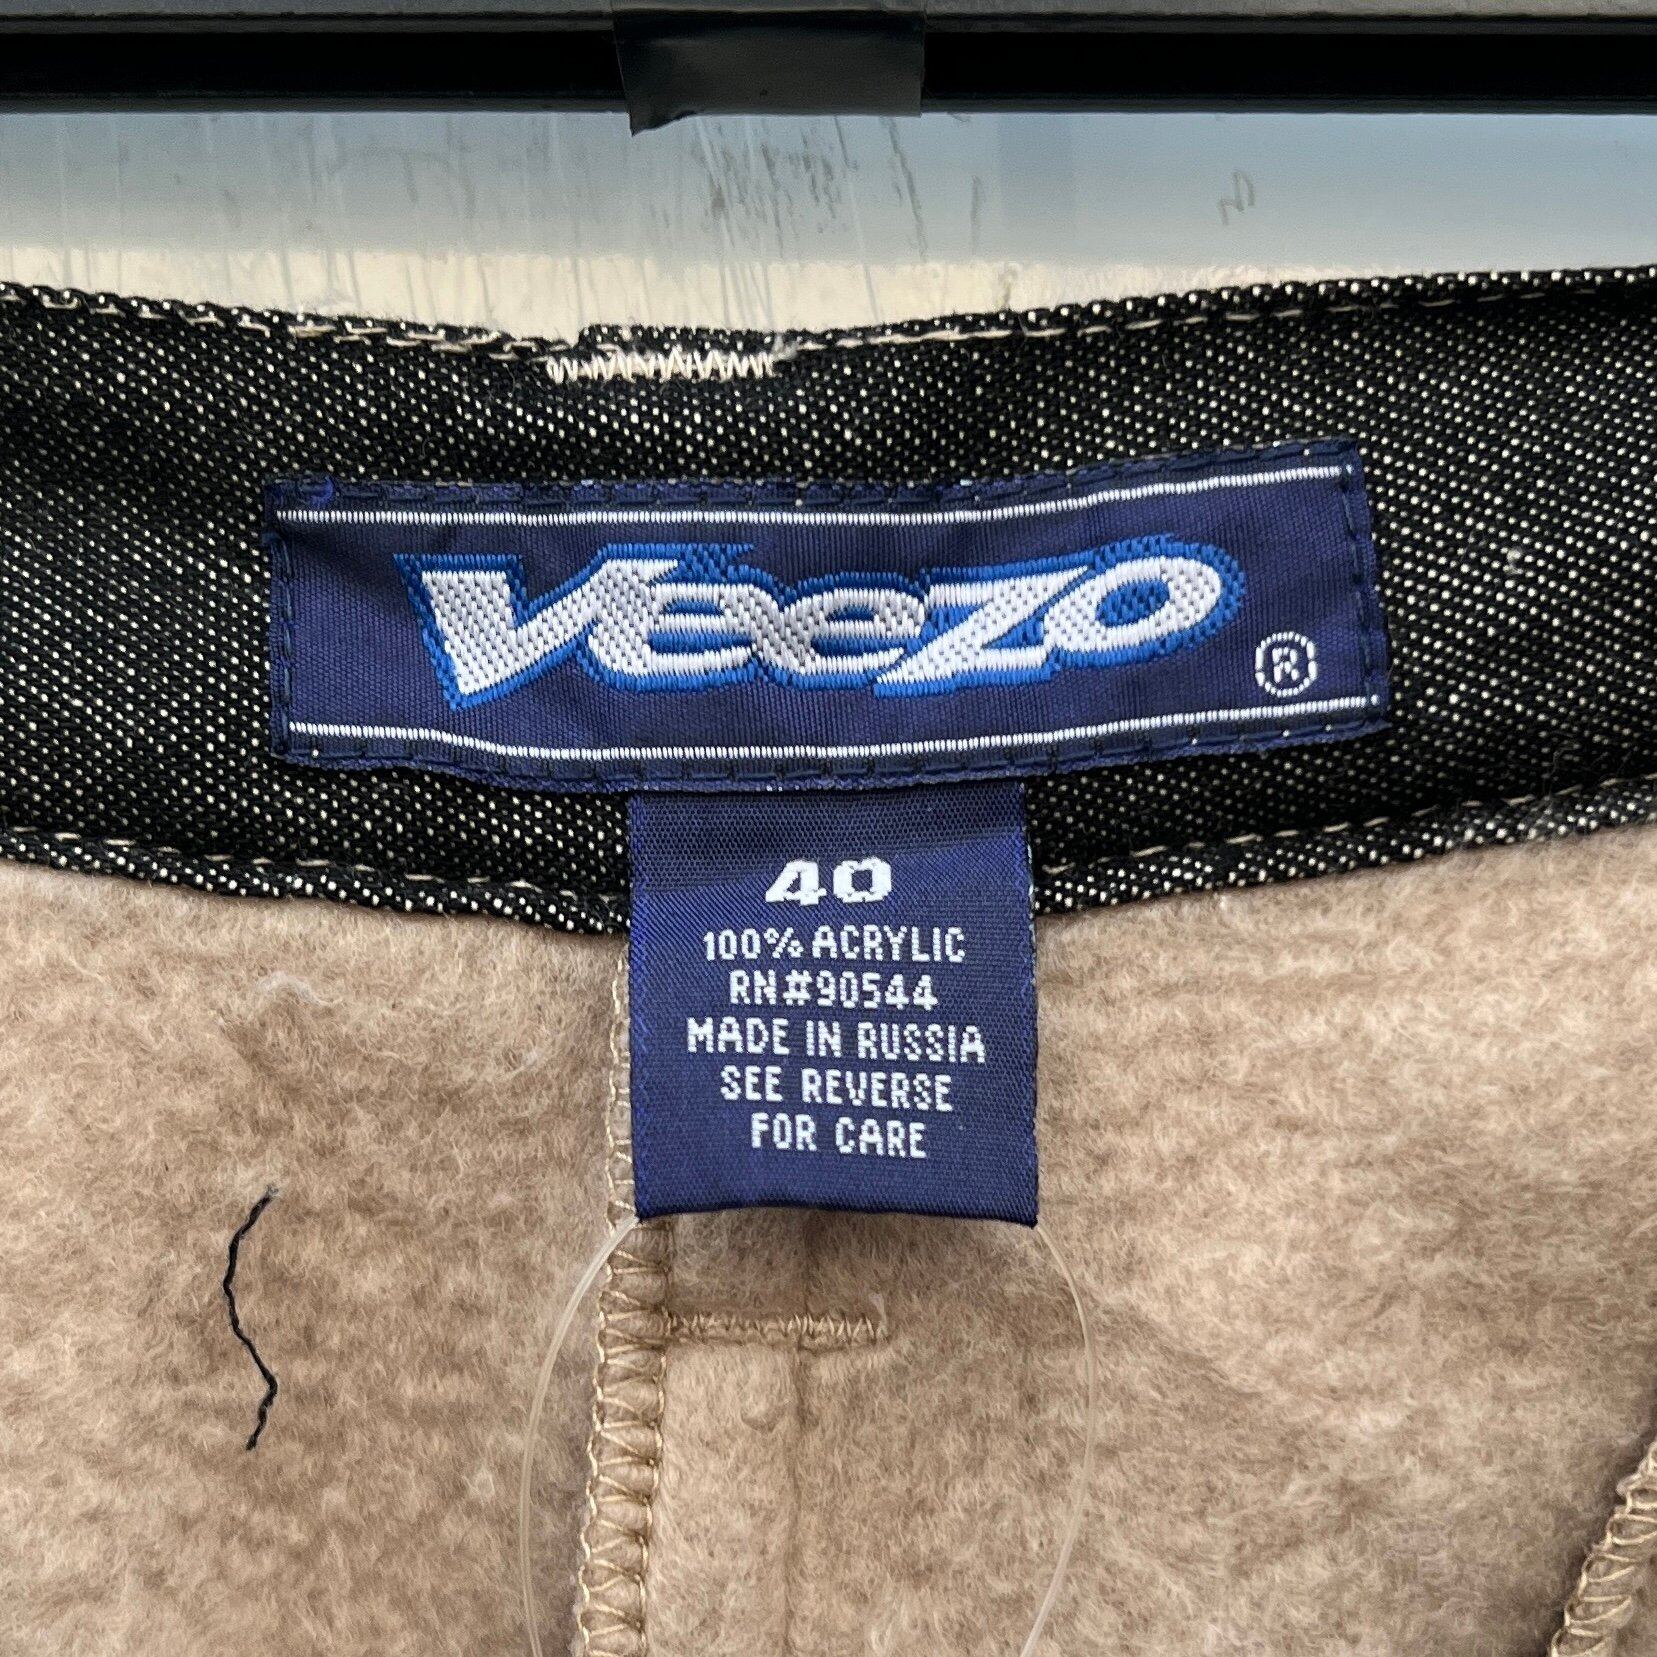 Veezo ®
40
100% ACRYLIC
RN#90544
MADE IN RUSSIA
SEE REVERSE
FOR CARE